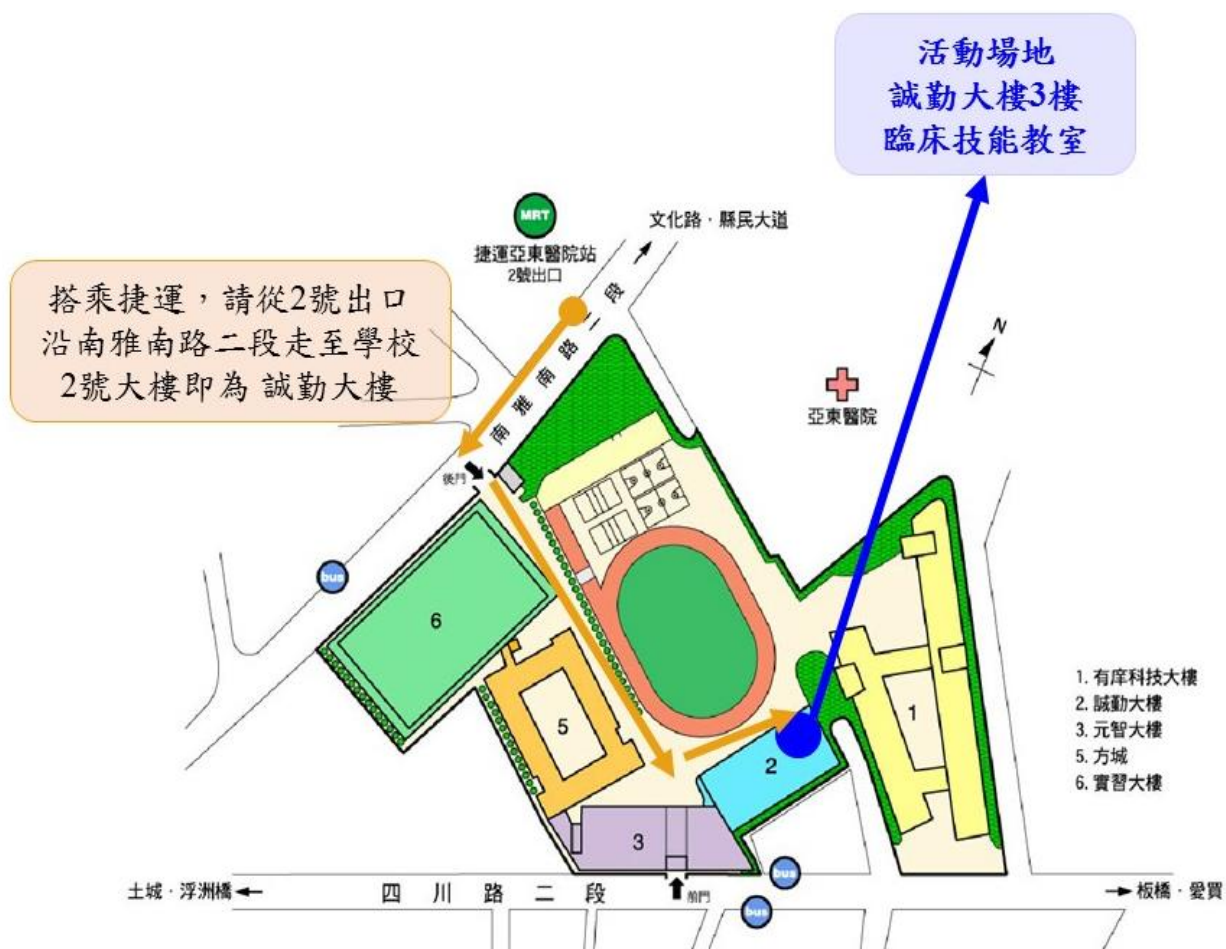 活動場地
誠勤大樓3樓
臨床技能教室
MRT
捷運亞東醫院站
2號出口
文化路・縣民大道
搭乘捷運，請從2號出口
沿南雅南路二段走至學校
2號大樓即為 誠勤大樓
南雅南路二段
N
亞東醫院
後門
bus
6
5
1
2
3
1. 有庠科技大樓
2. 誠勤大樓
3. 元智大樓
5. 方城
6. 實習大樓
bus
土城・浮洲橋
四川路二段
前門
bus
板橋・愛買